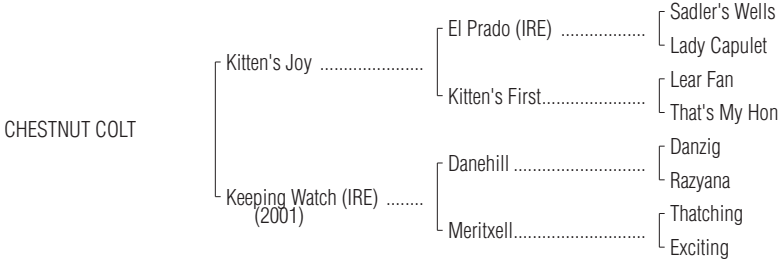 Sadler's Wells
El Prado (IRE) ...................
Lady Capulet
Kitten's Joy ......................
Lear Fan
Kitten's First......................
That's My Hon
CHESTNUT COLT
Danzig
Danehill ............................
Razyana
Keeping Watch (IRE) ........
(2001)
Thatching
Meritxell............................
Exciting